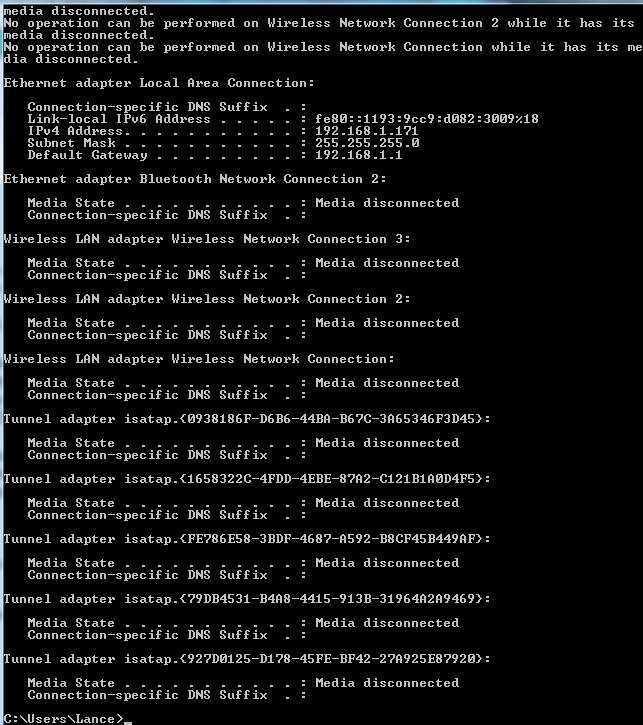 media disconnected.
No operation can be performed on Wireless Network Connection 2 while it has its
media disconnected.
No operation can be performed on Wireless Network Connection while it has its me
dia disconnected.
Ethernet adapter Local Area Connection:
Connection-specific DNS Suffix  . :
Link-local IPv6 Address . . . . . : fe80::1193:9cc9:d082:3009%18
IPv4 Address. . . . . . . . . . . : 192.168.1.171
Subnet Mask . . . . . . . . . . . : 255.255.255.0
Default Gateway . . . . . . . . . : 192.168.1.1
Ethernet adapter Bluetooth Network Connection 2:
Media State . . . . . . . . . . . : Media disconnected
Connection-specific DNS Suffix  . :
Wireless LAN adapter Wireless Network Connection 3:
Media State . . . . . . . . . . . : Media disconnected
Connection-specific DNS Suffix  . :
Wireless LAN adapter Wireless Network Connection 2:
Media State . . . . . . . . . . . : Media disconnected
Connection-specific DNS Suffix  . :
Wireless LAN adapter Wireless Network Connection:
Media State . . . . . . . . . . . : Media disconnected
Connection-specific DNS Suffix  . :
Tunnel adapter isatap.{0938186F-D6B6-44BA-B67C-3A65346F3D45}:
Media State . . . . . . . . . . . : Media disconnected
Connection-specific DNS Suffix  . :
Tunnel adapter isatap.{1658322C-4FDD-4EBE-87A2-C121B1A0D4F5}:
Media State . . . . . . . . . . . : Media disconnected
Connection-specific DNS Suffix  . :
Tunnel adapter isatap.{FE786E58-3BDF-4687-A592-B8CF45B449AF}:
Media State . . . . . . . . . . . : Media disconnected
Connection-specific DNS Suffix  . :
Tunnel adapter isatap.{79DB4531-B4A8-4415-913B-31964A2A9469}:
Media State . . . . . . . . . . . : Media disconnected
Connection-specific DNS Suffix  . :
Tunnel adapter isatap.{927D0125-D178-45FE-BF42-27A925E87920}:
Media State . . . . . . . . . . . : Media disconnected
Connection-specific DNS Suffix  . :
C:\Users\Lance>_